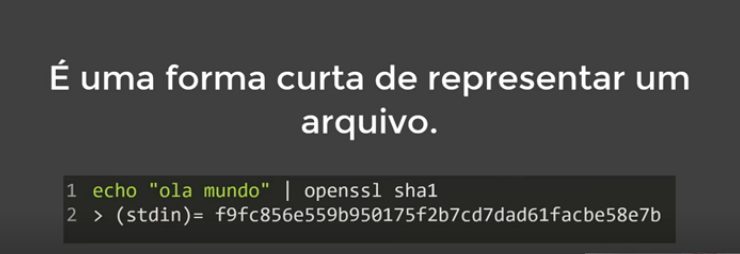 É uma forma curta de representar um
arquivo.
1 echo "ola mundo" | openssl sha1
2 > (stdin)= f9fc856e559b950175f2b7cd7dad61facbe58e7b